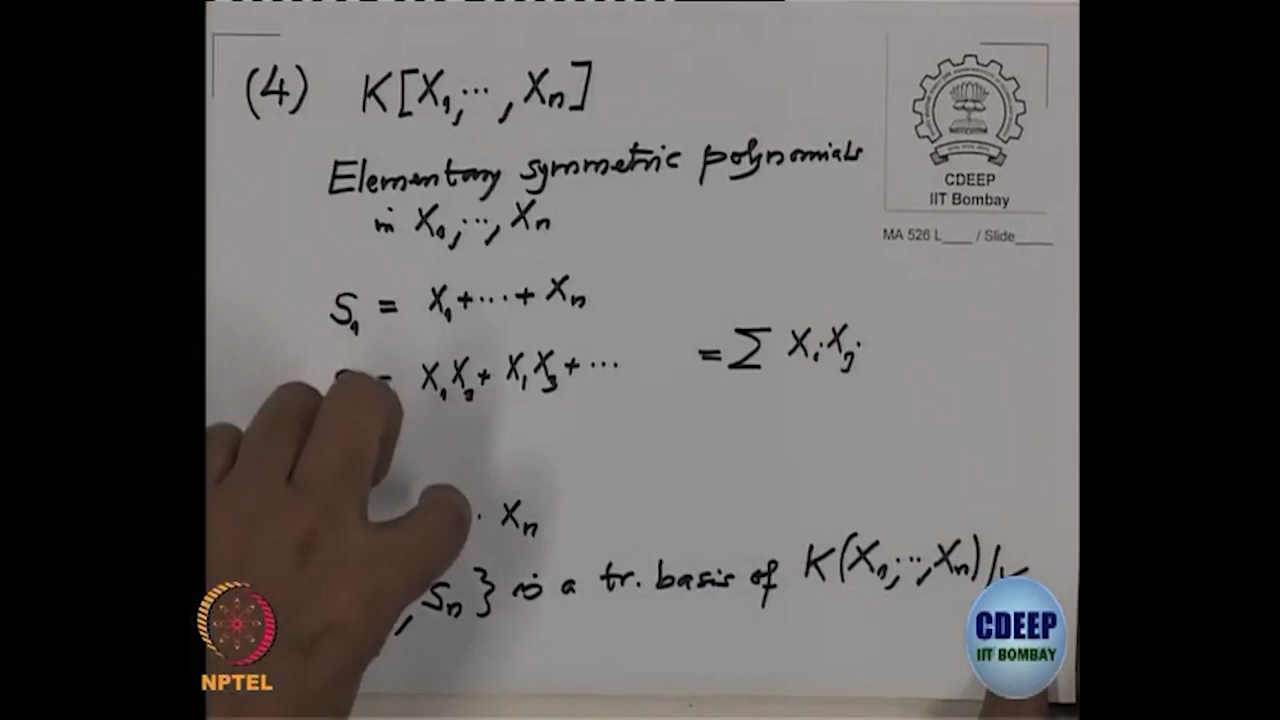 (4) K[X₁,⋯, Xₙ]
Elementary symmetric polynomials
in X₁,⋯, Xₙ
S₁ = X₁+⋯+ Xₙ
= X₁X₂+ X₁X₃+⋯ = Σ XᵢXⱼ
· Xₙ
, Sₙ} is a tr. basis of K(X₁,⋯,Xₙ)/
CDEEP
IIT Bombay
MA 526 L____ / Slide_____
NPTEL
CDEEP
IIT BOMBAY